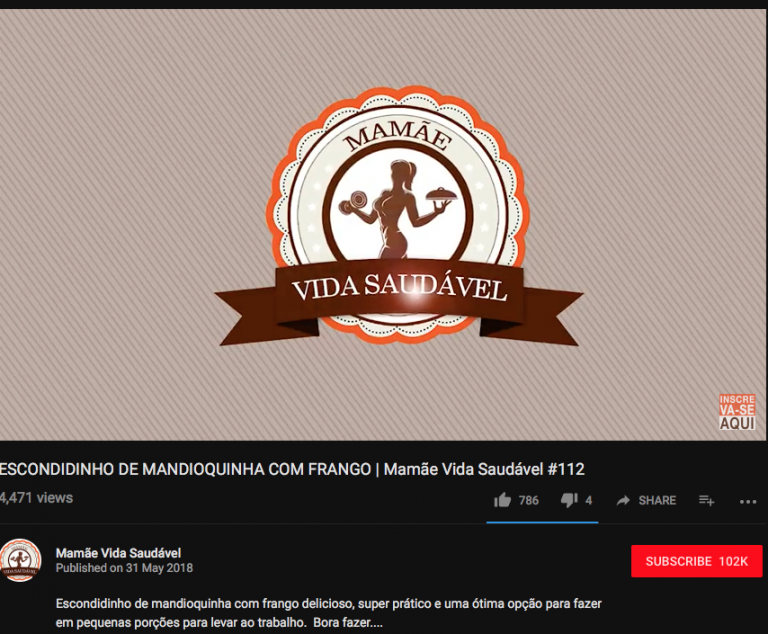 MAMÃE
VIDA SAUDÁVEL
INSCRE
VA-SE
AQUI
ESCONDIDINHO DE MANDIOQUINHA COM FRANGO | Mamãe Vida Saudável #112
4,471 views
786 4 SHARE
Mamãe Vida Saudável
Published on 31 May 2018
SUBSCRIBE 102K
Escondidinho de mandioquinha com frango delicioso, super prático e uma ótima opção para fazer
em pequenas porções para levar ao trabalho. Bora fazer....